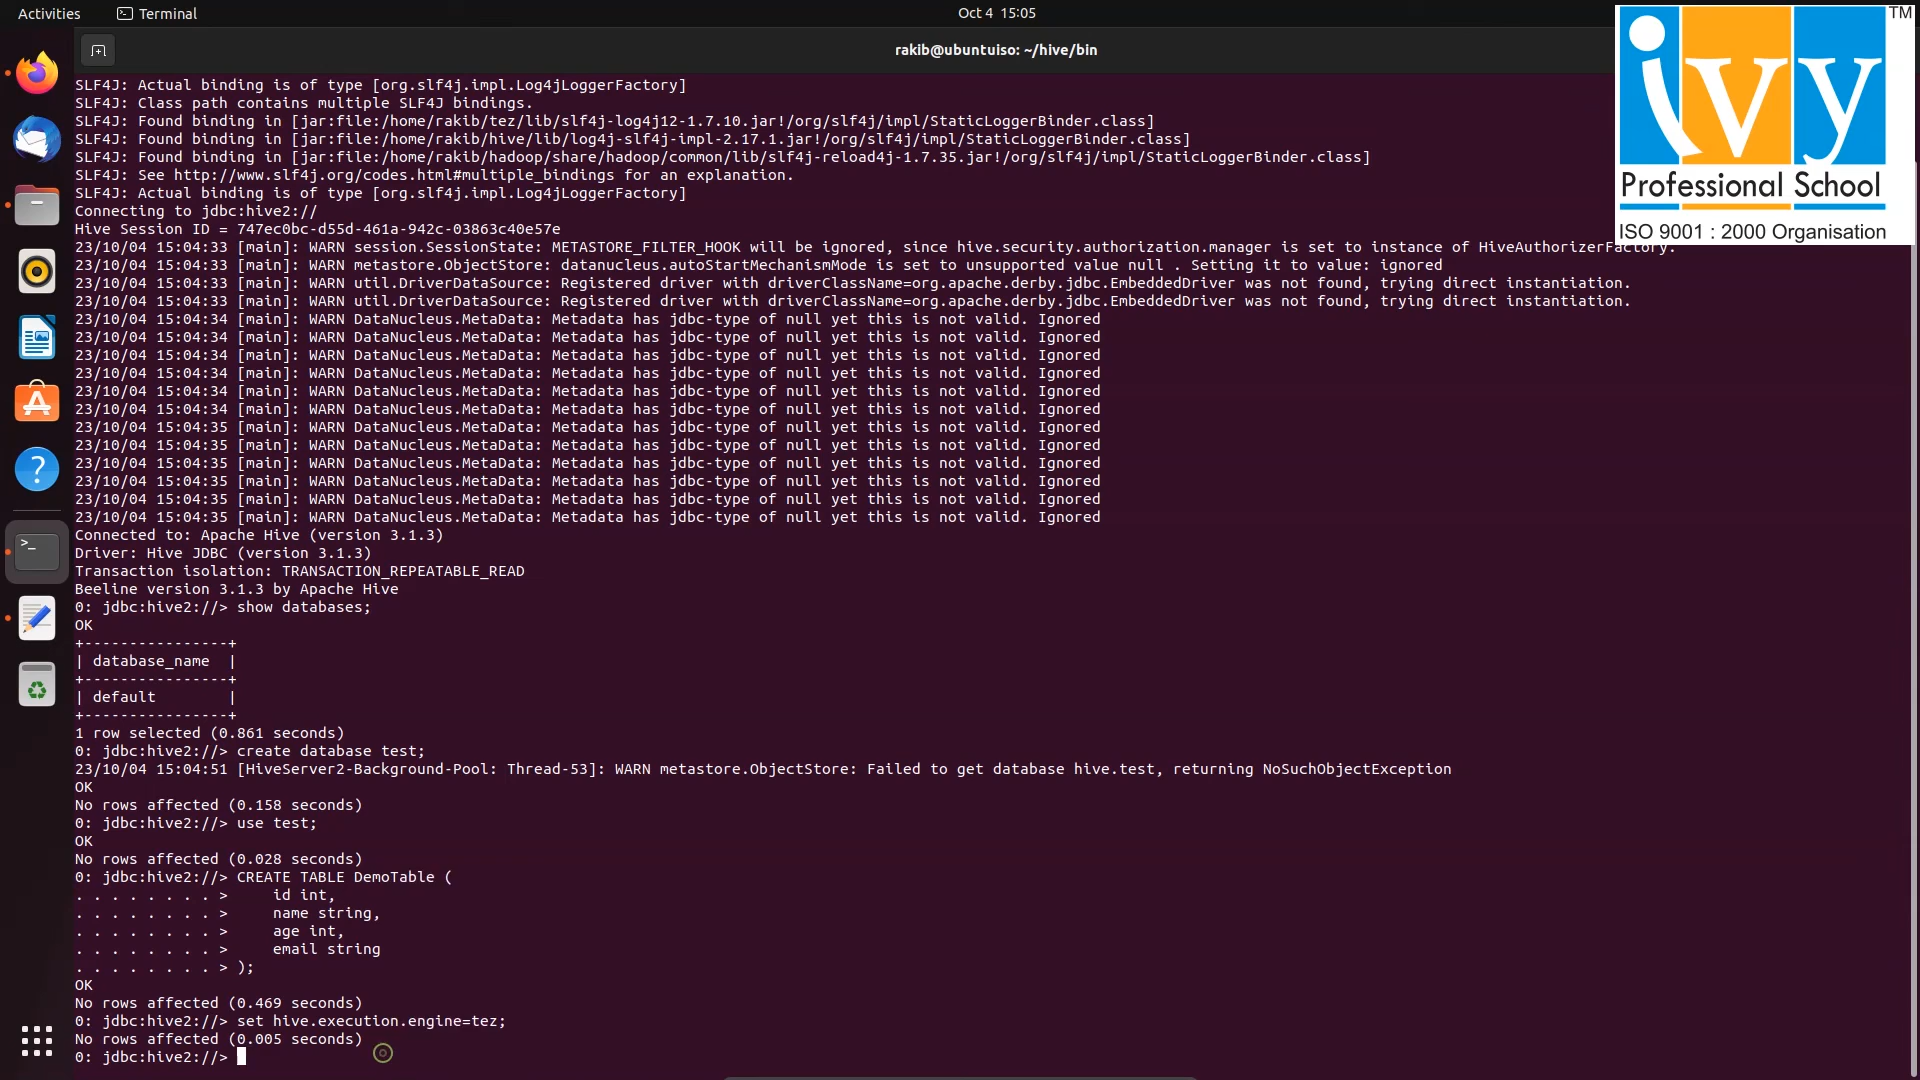 Activities
Terminal
Oct 4 15:05
rakib@ubuntuiso: ~/hive/bin
TM
ivy
Professional School
ISO 9001 : 2000 Organisation
SLF4J: Actual binding is of type [org.slf4j.impl.Log4jLoggerFactory]
SLF4J: Class path contains multiple SLF4J bindings.
SLF4J: Found binding in [jar:file:/home/rakib/tez/lib/slf4j-log4j12-1.7.10.jar!/org/slf4j/impl/StaticLoggerBinder.class]
SLF4J: Found binding in [jar:file:/home/rakib/hive/lib/log4j-slf4j-impl-2.17.1.jar!/org/slf4j/impl/StaticLoggerBinder.class]
SLF4J: Found binding in [jar:file:/home/rakib/hadoop/share/hadoop/common/lib/slf4j-reload4j-1.7.35.jar!/org/slf4j/impl/StaticLoggerBinder.class]
SLF4J: See http://www.slf4j.org/codes.html#multiple_bindings for an explanation.
SLF4J: Actual binding is of type [org.slf4j.impl.Log4jLoggerFactory]
Connecting to jdbc:hive2://
Hive Session ID = 747ec0bc-d55d-461a-942c-03863c40e57e
23/10/04 15:04:33 [main]: WARN session.SessionState: METASTORE_FILTER_HOOK will be ignored, since hive.security.authorization.manager is set to instance of HiveAuthorizerFactory.
23/10/04 15:04:33 [main]: WARN metastore.ObjectStore: datanucleus.autoStartMechanismMode is set to unsupported value null . Setting it to value: ignored
23/10/04 15:04:33 [main]: WARN util.DriverDataSource: Registered driver with driverClassName=org.apache.derby.jdbc.EmbeddedDriver was not found, trying direct instantiation.
23/10/04 15:04:33 [main]: WARN util.DriverDataSource: Registered driver with driverClassName=org.apache.derby.jdbc.EmbeddedDriver was not found, trying direct instantiation.
23/10/04 15:04:34 [main]: WARN DataNucleus.MetaData: Metadata has jdbc-type of null yet this is not valid. Ignored
23/10/04 15:04:34 [main]: WARN DataNucleus.MetaData: Metadata has jdbc-type of null yet this is not valid. Ignored
23/10/04 15:04:34 [main]: WARN DataNucleus.MetaData: Metadata has jdbc-type of null yet this is not valid. Ignored
23/10/04 15:04:34 [main]: WARN DataNucleus.MetaData: Metadata has jdbc-type of null yet this is not valid. Ignored
23/10/04 15:04:34 [main]: WARN DataNucleus.MetaData: Metadata has jdbc-type of null yet this is not valid. Ignored
23/10/04 15:04:34 [main]: WARN DataNucleus.MetaData: Metadata has jdbc-type of null yet this is not valid. Ignored
23/10/04 15:04:35 [main]: WARN DataNucleus.MetaData: Metadata has jdbc-type of null yet this is not valid. Ignored
23/10/04 15:04:35 [main]: WARN DataNucleus.MetaData: Metadata has jdbc-type of null yet this is not valid. Ignored
23/10/04 15:04:35 [main]: WARN DataNucleus.MetaData: Metadata has jdbc-type of null yet this is not valid. Ignored
23/10/04 15:04:35 [main]: WARN DataNucleus.MetaData: Metadata has jdbc-type of null yet this is not valid. Ignored
23/10/04 15:04:35 [main]: WARN DataNucleus.MetaData: Metadata has jdbc-type of null yet this is not valid. Ignored
23/10/04 15:04:35 [main]: WARN DataNucleus.MetaData: Metadata has jdbc-type of null yet this is not valid. Ignored
Connected to: Apache Hive (version 3.1.3)
Driver: Hive JDBC (version 3.1.3)
Transaction isolation: TRANSACTION_REPEATABLE_READ
Beeline version 3.1.3 by Apache Hive
0: jdbc:hive2://> show databases;
OK
+----------------+
| database_name  |
+----------------+
| default        |
+----------------+
1 row selected (0.861 seconds)
0: jdbc:hive2://> create database test;
23/10/04 15:04:51 [HiveServer2-Background-Pool: Thread-53]: WARN metastore.ObjectStore: Failed to get database hive.test, returning NoSuchObjectException
OK
No rows affected (0.158 seconds)
0: jdbc:hive2://> use test;
OK
No rows affected (0.028 seconds)
0: jdbc:hive2://> CREATE TABLE DemoTable (
. . . . . . . . >     id int,
. . . . . . . . >     name string,
. . . . . . . . >     age int,
. . . . . . . . >     email string
. . . . . . . . > );
OK
No rows affected (0.469 seconds)
0: jdbc:hive2://> set hive.execution.engine=tez;
No rows affected (0.005 seconds)
0: jdbc:hive2://>